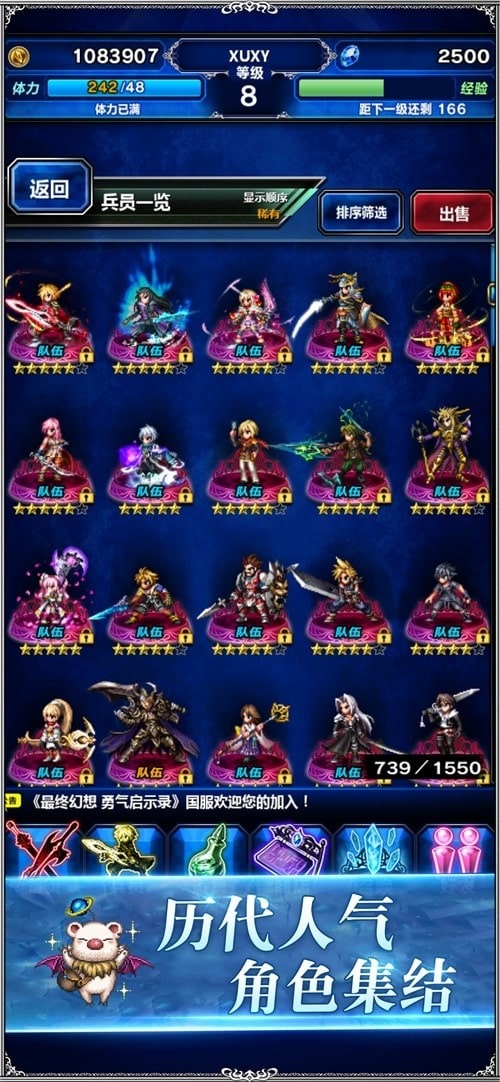 1083907
XUXY
2500
体力
242/48
等级
经验
体力已满
8
距下一级还剩 166
返回
兵员一览
显示顺序
稀有
排序筛选
出售
队伍 队伍 队伍 队伍 队伍
队伍 队伍 队伍 队伍 队伍
队伍 队伍 队伍 队伍 队伍
队伍 队伍 队伍 队伍 队伍
739/1550
《最终幻想 勇气启示录》国服欢迎您的加入！
历代人气
角色集结